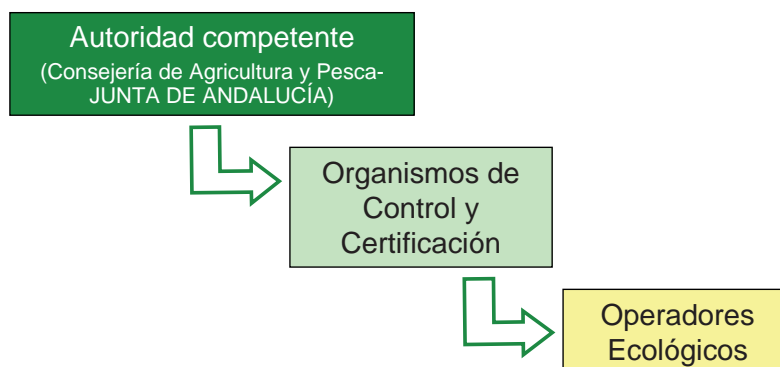 Autoridad competente
(Consejería de Agricultura y Pesca-
JUNTA DE ANDALUCÍA)
Organismos de
Control y
Certificación
Operadores
Ecológicos